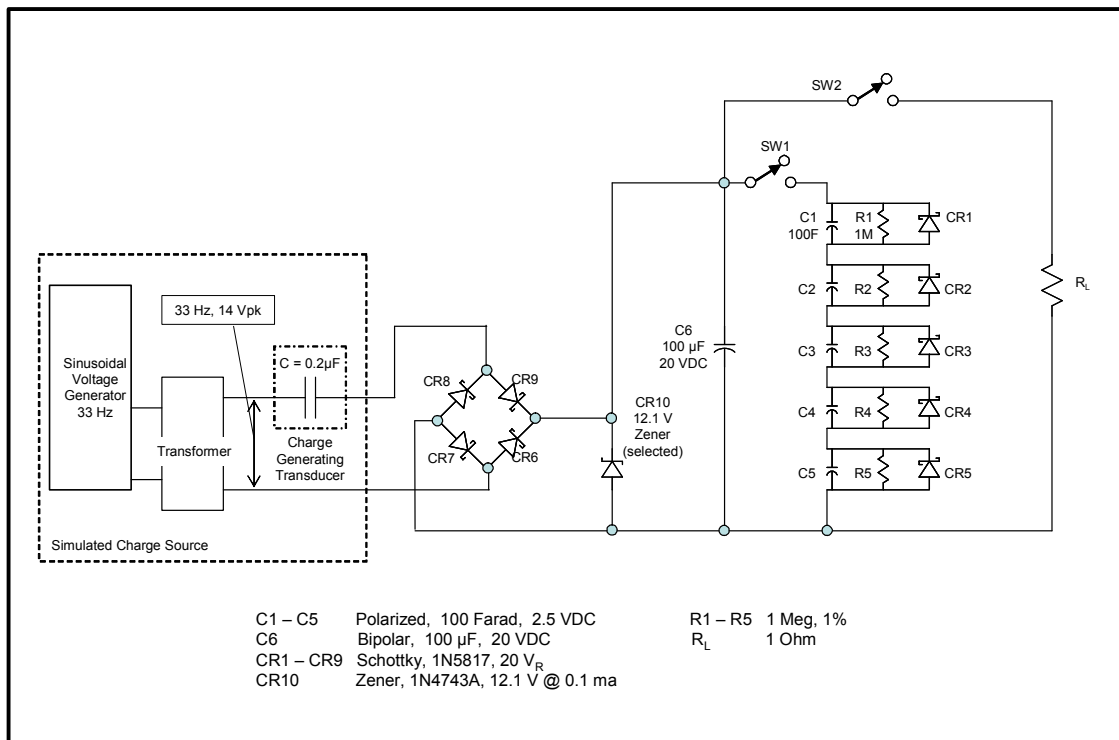 SW2
SW1
C1
100F
R1
1M
CR1
C2
R2
CR2
C3
R3
CR3
C4
R4
CR4
C5
R5
CR5
R_L
C6
100 µF
20 VDC
33 Hz, 14 Vpk
C = 0.2µF
Sinusoidal
Voltage
Generator
33 Hz
Transformer
Charge
Generating
Transducer
Simulated Charge Source
CR8
CR9
CR7
CR6
CR10
12.1 V
Zener
(selected)
C1 – C5 Polarized, 100 Farad, 2.5 VDC
C6 Bipolar, 100 µF, 20 VDC
CR1 – CR9 Schottky, 1N5817, 20 V_R
CR10 Zener, 1N4743A, 12.1 V @ 0.1 ma
R1 – R5 1 Meg, 1%
R_L 1 Ohm